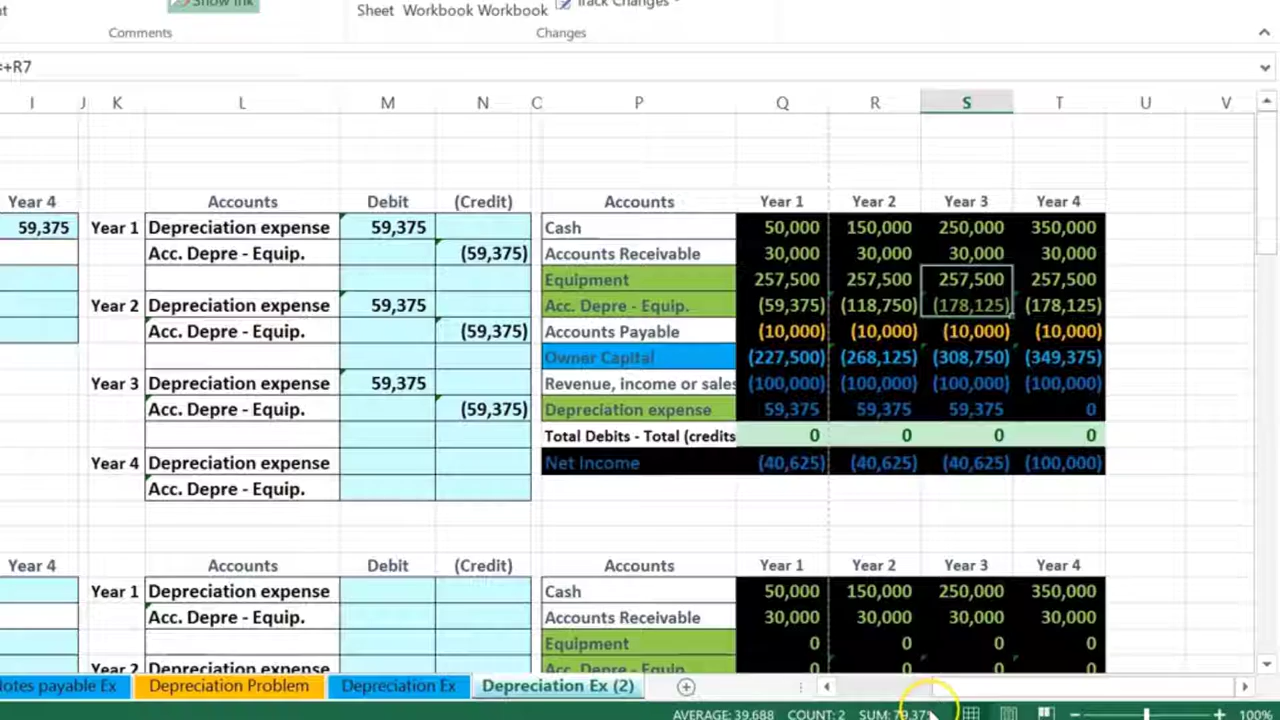 Show Ink
Track Changes
Sheet Workbook Workbook
Comments Changes
=+R7
I J K L M N C P Q R S T U V
Year 4 Accounts Debit (Credit) Accounts Year 1 Year 2 Year 3 Year 4
59,375 Year 1 Depreciation expense 59,375 Cash 50,000 150,000 250,000 350,000
Acc. Depre - Equip. (59,375) Accounts Receivable 30,000 30,000 30,000 30,000
Equipment 257,500 257,500 257,500 257,500
Year 2 Depreciation expense 59,375 Acc. Depre - Equip. (59,375) (118,750) (178,125) (178,125)
Acc. Depre - Equip. (59,375) Accounts Payable (10,000) (10,000) (10,000) (10,000)
Owner Capital (227,500) (268,125) (308,750) (349,375)
Year 3 Depreciation expense 59,375 Revenue, income or sales (100,000) (100,000) (100,000) (100,000)
Acc. Depre - Equip. (59,375) Depreciation expense 59,375 59,375 59,375 0
Total Debits - Total (credits 0 0 0 0
Year 4 Depreciation expense Net Income (40,625) (40,625) (40,625) (100,000)
Acc. Depre - Equip.
Year 4 Accounts Debit (Credit) Accounts Year 1 Year 2 Year 3 Year 4
Year 1 Depreciation expense Cash 50,000 150,000 250,000 350,000
Acc. Depre - Equip. Accounts Receivable 30,000 30,000 30,000 30,000
Equipment 0 0 0 0
Year 2 Depreciation expense Acc. Depre - Equip. 0 0 0 0
otes payable Ex Depreciation Problem Depreciation Ex Depreciation Ex (2)
AVERAGE: 39,688 COUNT: 2 SUM: 79,375 100%